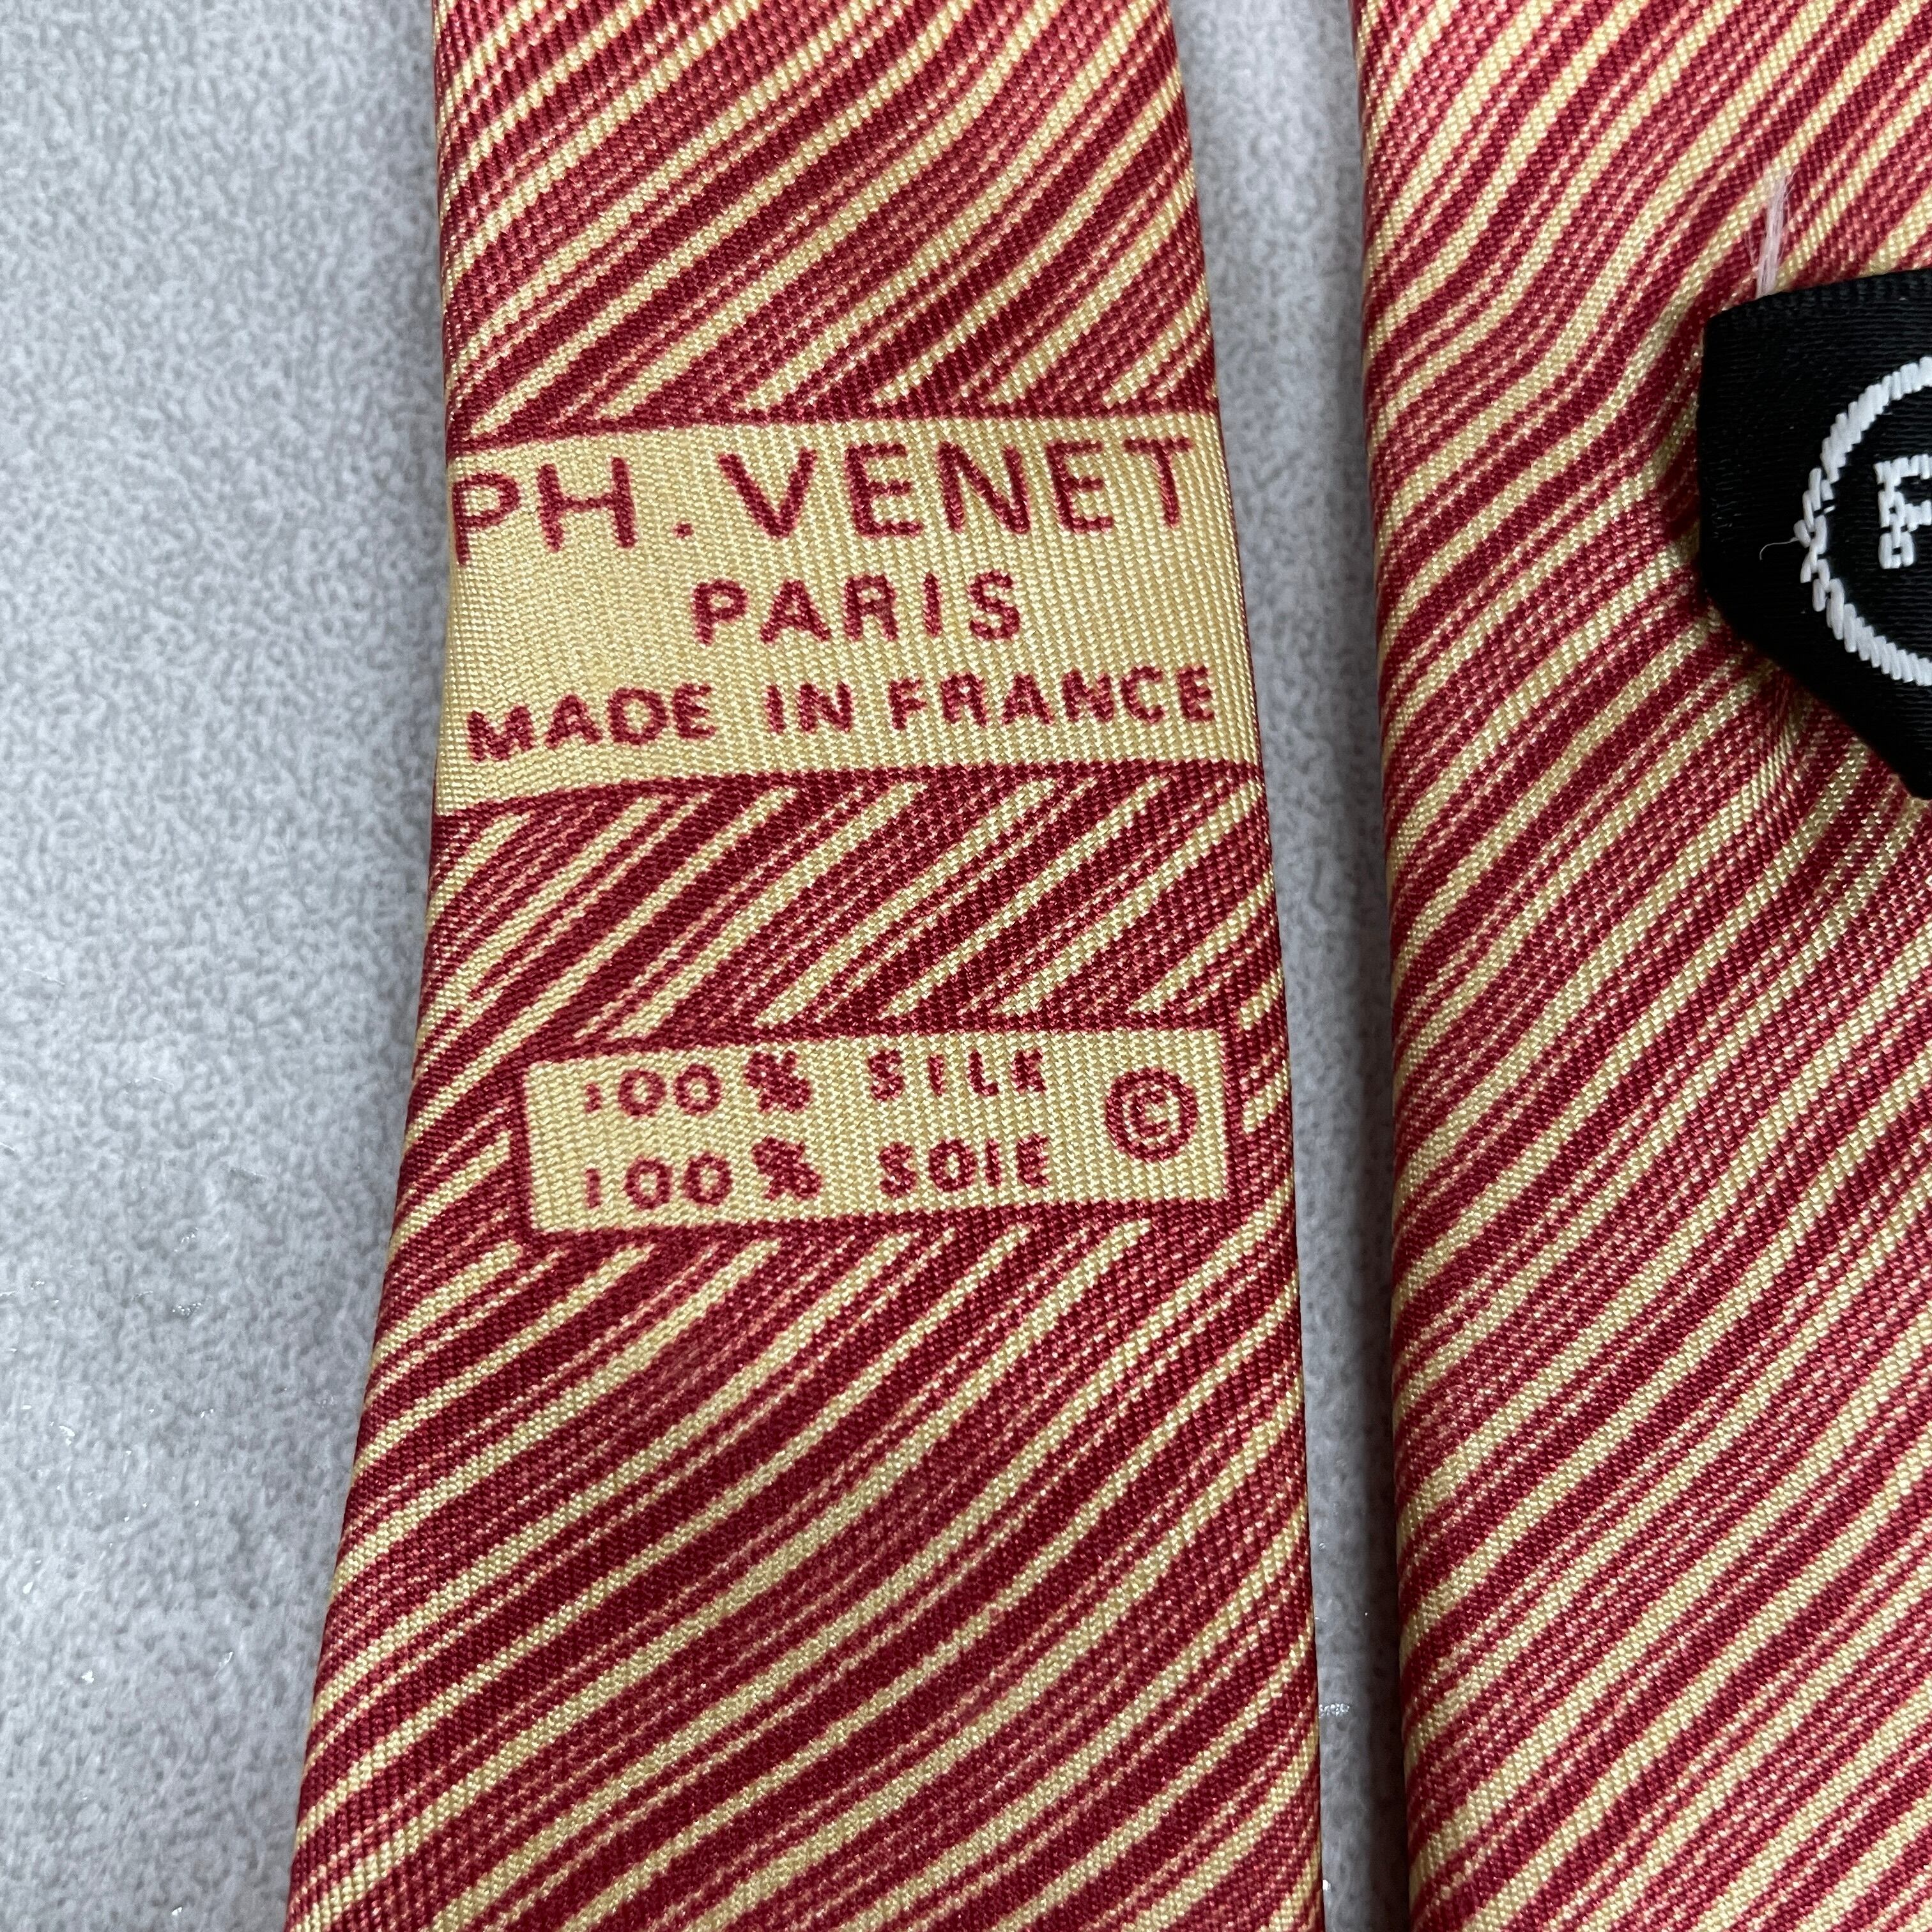 PH. VENET
PARIS
MADE IN FRANCE
100% SILK
100% SOIE
©